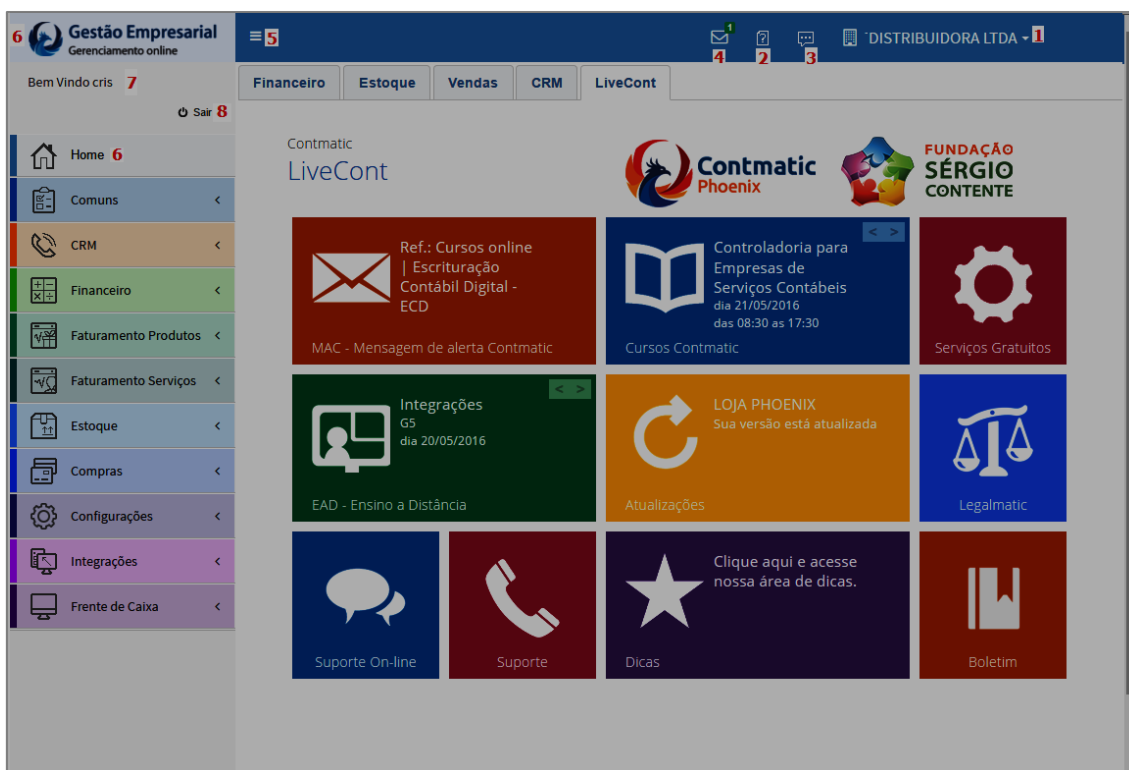 6 Gestão Empresarial
Gerenciamento online
5
1
4
2
3
1
´DISTRIBUIDORA LTDA
Bem Vindo cris 7
Sair 8
Home 6
Comuns
CRM
Financeiro
Faturamento Produtos
Faturamento Serviços
Estoque
Compras
Configurações
Integrações
Frente de Caixa
Financeiro
Estoque
Vendas
CRM
LiveCont
Contmatic
LiveCont
Contmatic
Phoenix
FUNDAÇÃO
SÉRGIO
CONTENTE
Ref.: Cursos online
| Escrituração
Contábil Digital -
ECD
MAC - Mensagem de alerta Contmatic
< >
Controladoria para
Empresas de
Serviços Contábeis
dia 21/05/2016
das 08:30 as 17:30
Cursos Contmatic
Serviços Gratuitos
< >
Integrações
G5
dia 20/05/2016
EAD - Ensino a Distância
LOJA PHOENIX
Sua versão está atualizada
Atualizações
Legalmatic
Suporte On-line
Suporte
Clique aqui e acesse
nossa área de dicas.
Dicas
Boletim